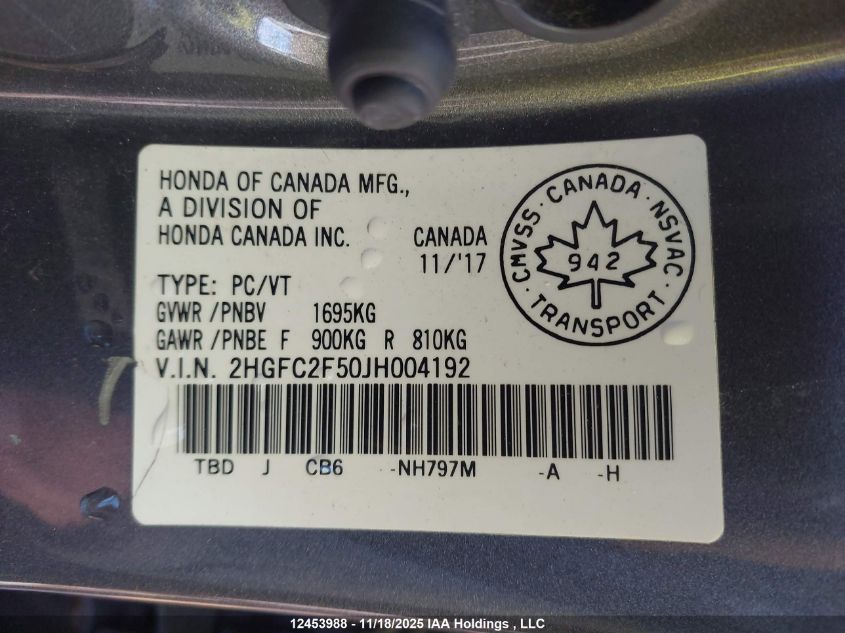 HONDA OF CANADA MFG.,
A DIVISION OF
HONDA CANADA INC.
CANADA
11/'17
TYPE: PC/VT
GVWR /PNBV 1695KG
GAWR /PNBE F 900KG R 810KG
V.I.N. 2HGFC2F50JH004192
TBD J CB6 -NH797M -A -H
CMVSS · CANADA · NSVAC · TRANSPORT ·
942
12453988 - 11/18/2025 IAA Holdings , LLC